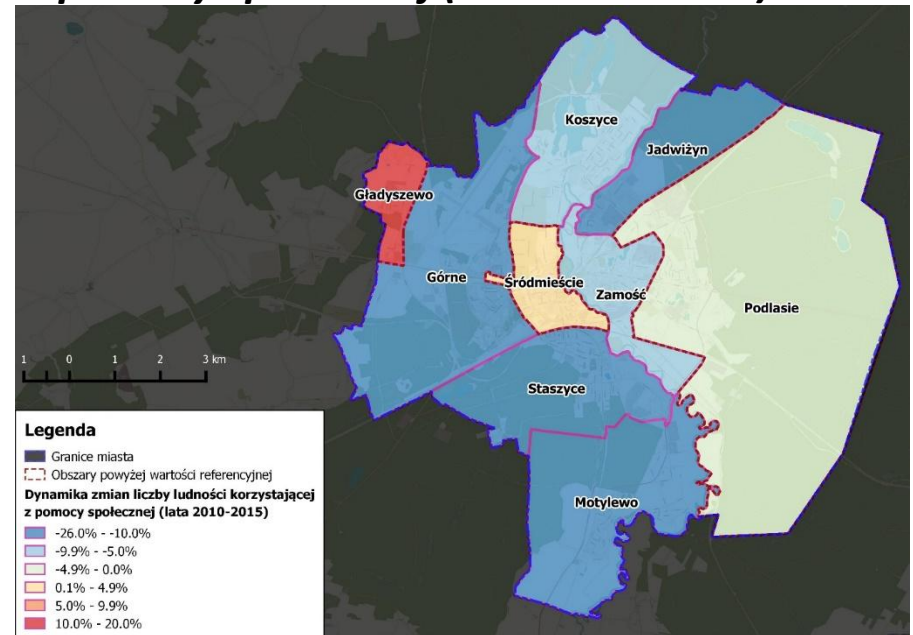 Koszyce
Jadwiżyn
Gładyszewo
Górne
Śródmieście
Zamość
Podlasie
Staszyce
Motylewo
1 0 1 2 3 km
Legenda
Granice miasta
Obszary powyżej wartości referencyjnej
Dynamika zmian liczby ludności korzystającej
z pomocy społecznej (lata 2010-2015)
-26.0% - -10.0%
-9.9% - -5.0%
-4.9% - 0.0%
0.1% - 4.9%
5.0% - 9.9%
10.0% - 20.0%